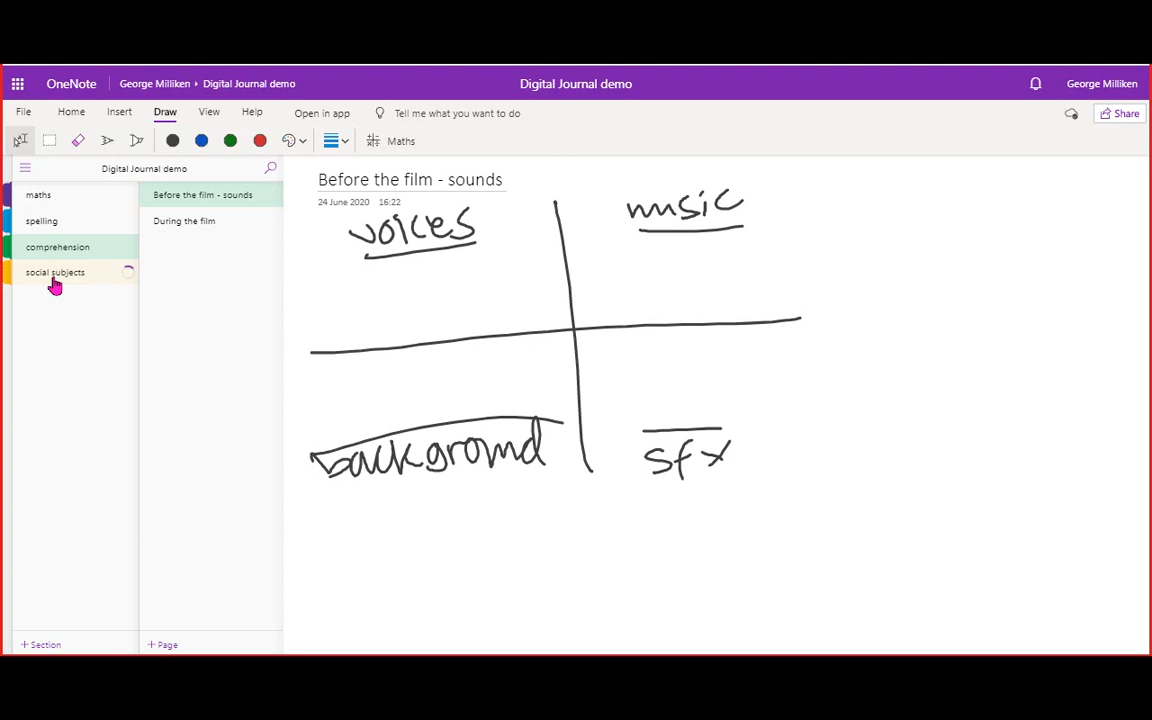 OneNote George Milliken › Digital Journal demo Digital Journal demo George Milliken
File Home Insert Draw View Help Open in app Tell me what you want to do Share
Maths
Digital Journal demo
maths
spelling
comprehension
social subjects
Before the film - sounds
During the film
Before the film - sounds
24 June 2020 16:22
voices music
background sfx
+ Section + Page